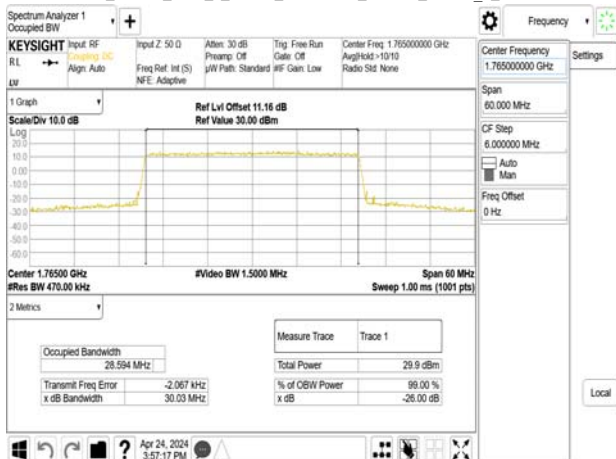 Spectrum Analyzer 1
Occupied BW
Frequency
KEYSIGHT
Input: RF
Coupling: DC
Align: Auto
Input Z: 50 Ω
Freq Ref: Int (S)
NFE: Adaptive
Atten: 30 dB
Preamp: Off
µW Path: Standard
Trig: Free Run
Gate: Off
#IF Gain: Low
Center Freq: 1.765000000 GHz
Avg|Hold:>10/10
Radio Std: None
RL
Center Frequency
1.765000000 GHz
Settings
Span
60.000 MHz
CF Step
6.000000 MHz
Auto
Man
Freq Offset
0 Hz
1 Graph
Scale/Div 10.0 dB
Ref Lvl Offset 11.16 dB
Ref Value 30.00 dBm
Log
20.0
10.0
0.00
-10.0
-20.0
-30.0
-40.0
-50.0
-60.0
Center 1.76500 GHz
#Video BW 1.5000 MHz
Span 60 MHz
#Res BW 470.00 kHz
Sweep 1.00 ms (1001 pts)
2 Metrics
Measure Trace
Trace 1
Occupied Bandwidth
28.594 MHz
Total Power
29.9 dBm
Transmit Freq Error
-2.067 kHz
% of OBW Power
99.00 %
x dB Bandwidth
30.03 MHz
x dB
-26.00 dB
Local
?
Apr 24, 2024
3:57:17 PM